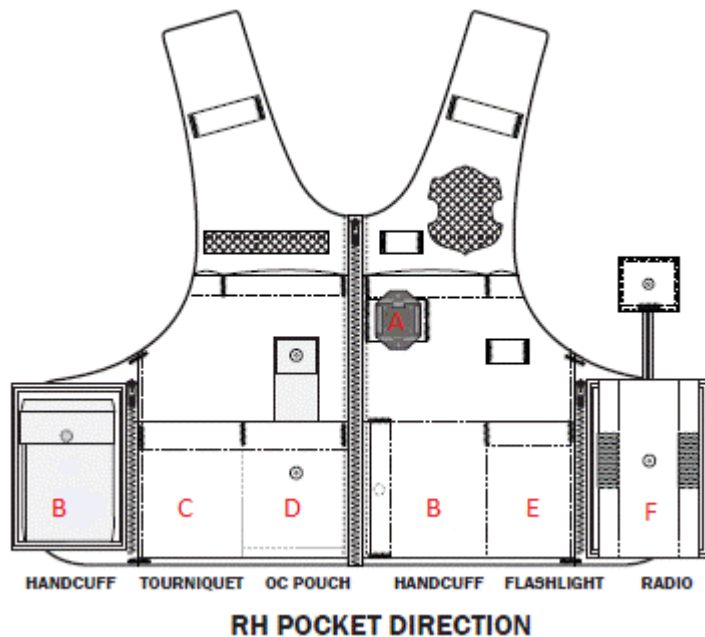 A
B C D B E F
HANDCUFF TOURNIQUET OC POUCH HANDCUFF FLASHLIGHT RADIO
RH POCKET DIRECTION